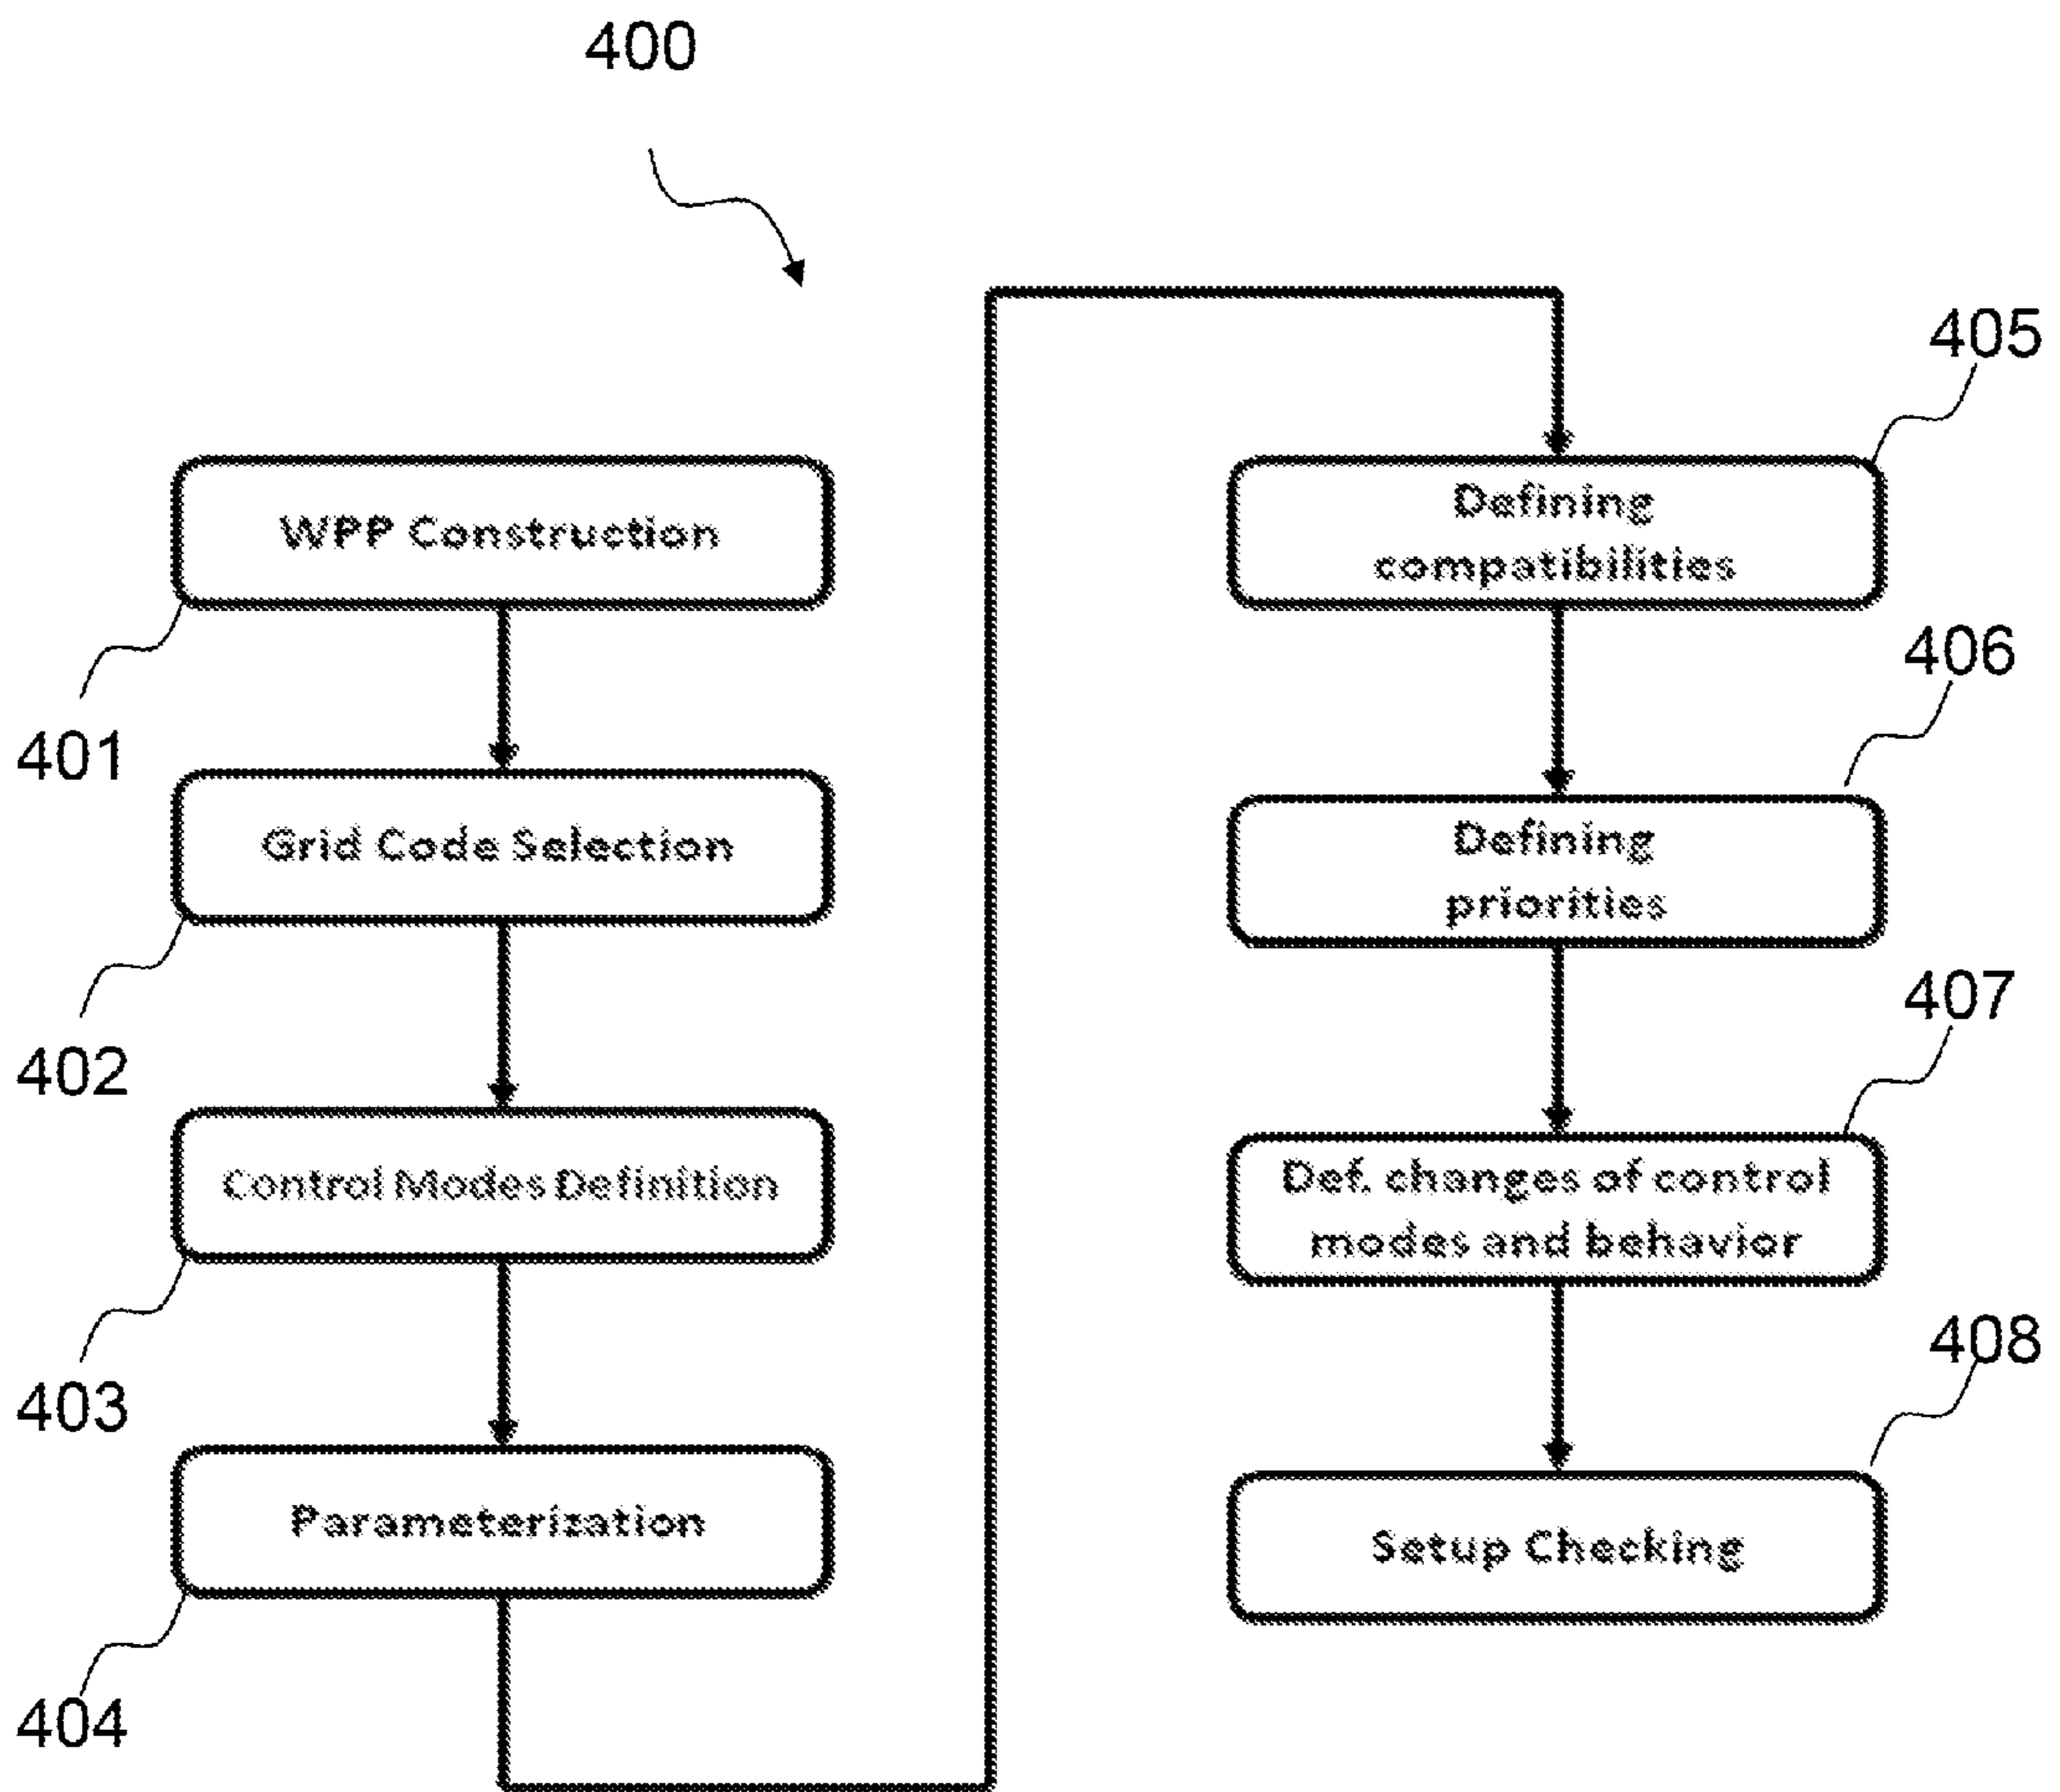 400
WPP Construction
401
Grid Code Selection
402
Control Modes Definition
403
Parameterization
404
405
Defining
compatibilities
406
Defining
priorities
407
Def. changes of control
modes and behavior
408
Setup Checking